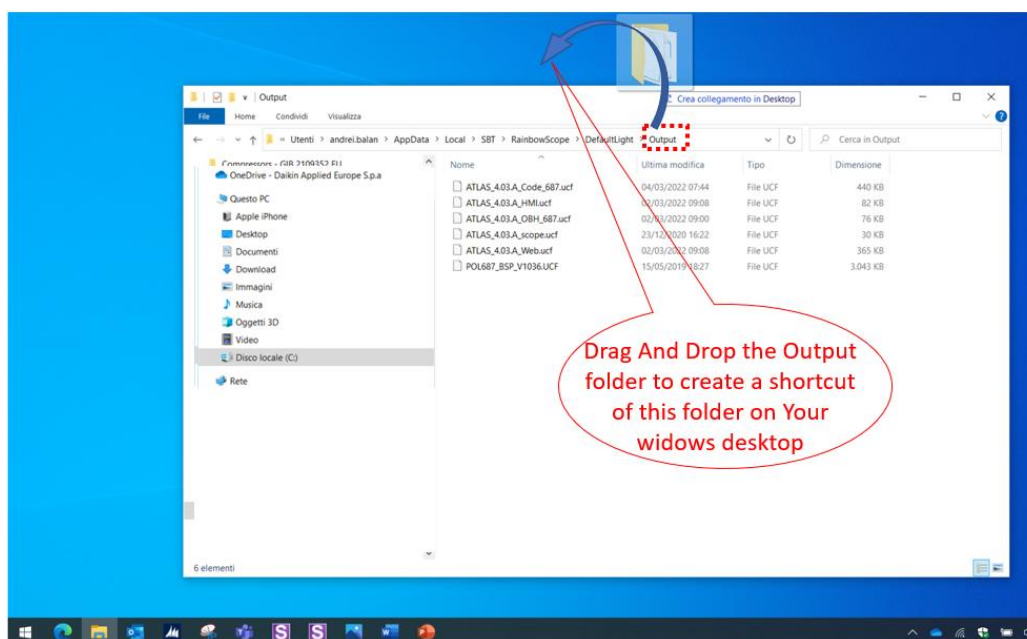 Output
Crea collegamento in Desktop
File Home Condividi Visualizza
« Utenti > andrei.balan > AppData > Local > SBT > RainbowScope > DefaultLight > Output
Cerca in Output
Compressors - GIB 2109352 EU
OneDrive - Daikin Applied Europe S.p.a
Questo PC
Apple iPhone
Desktop
Documenti
Download
Immagini
Musica
Oggetti 3D
Video
Disco locale (C:)
Rete
Nome Ultima modifica Tipo Dimensione
ATLAS_4.03.A_Code_687.ucf 04/03/2022 07:44 File UCF 440 KB
ATLAS_4.03.A_HMI.ucf 02/03/2022 09:08 File UCF 82 KB
ATLAS_4.03.A_OBH_687.ucf 02/03/2022 09:00 File UCF 76 KB
ATLAS_4.03.A_scope.ucf 23/12/2020 16:22 File UCF 30 KB
ATLAS_4.03.A_Web.ucf 02/03/2022 09:08 File UCF 365 KB
POL687_BSP_V1036.UCF 15/05/2019 18:27 File UCF 3.043 KB
Drag And Drop the Output
folder to create a shortcut
of this folder on Your
widows desktop
6 elementi